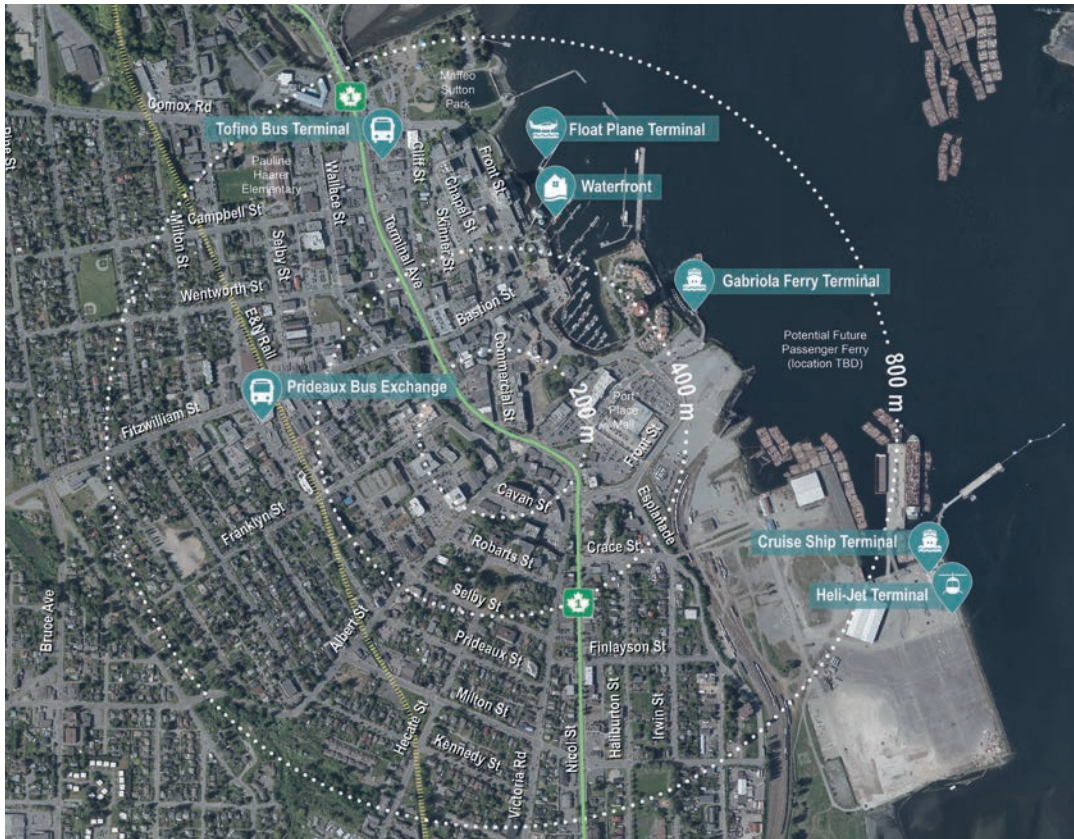 Maffeo
Sutton
Park
1
Comox Rd
Pine St
Tofino Bus Terminal
Float Plane Terminal
Cliff St
Front St
Pauline
Haarer
Elementary
Wallace St
Chapel St
Waterfront
Campbell St
Milton St
Selby St
Terminal Ave
Skinner St
Gabriola Ferry Terminal
Wentworth St
Bastion St
E&N Rail
Commercial St
Potential Future
Passenger Ferry
(location TBD)
200 m
400 m
800 m
Prideaux Bus Exchange
Port
Place
Mall
Fitzwilliam St
Front St
Cavan St
Esplanade
Franklyn St
Robarts St
Crace St
Cruise Ship Terminal
Heli-Jet Terminal
Selby St
1
Bruce Ave
Albert St
Prideaux St
Finlayson St
Milton St
Haliburton St
Irwin St
Hecate St
Kennedy St
Victoria Rd
Nicol St